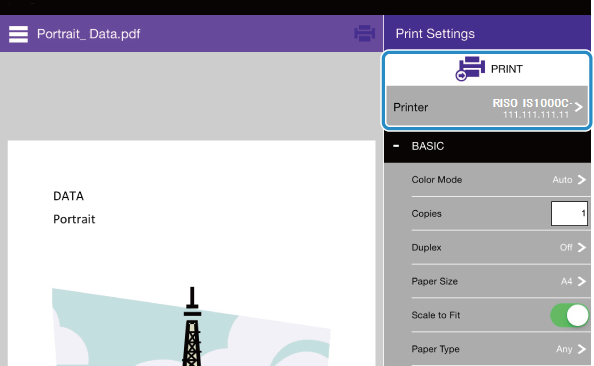 Portrait_ Data.pdf
Print Settings
PRINT
Printer
RISO IS1000C-
111.111.111.11
- BASIC
Color Mode Auto
Copies 1
Duplex Off
Paper Size A4
Scale to Fit
Paper Type Any
DATA
Portrait